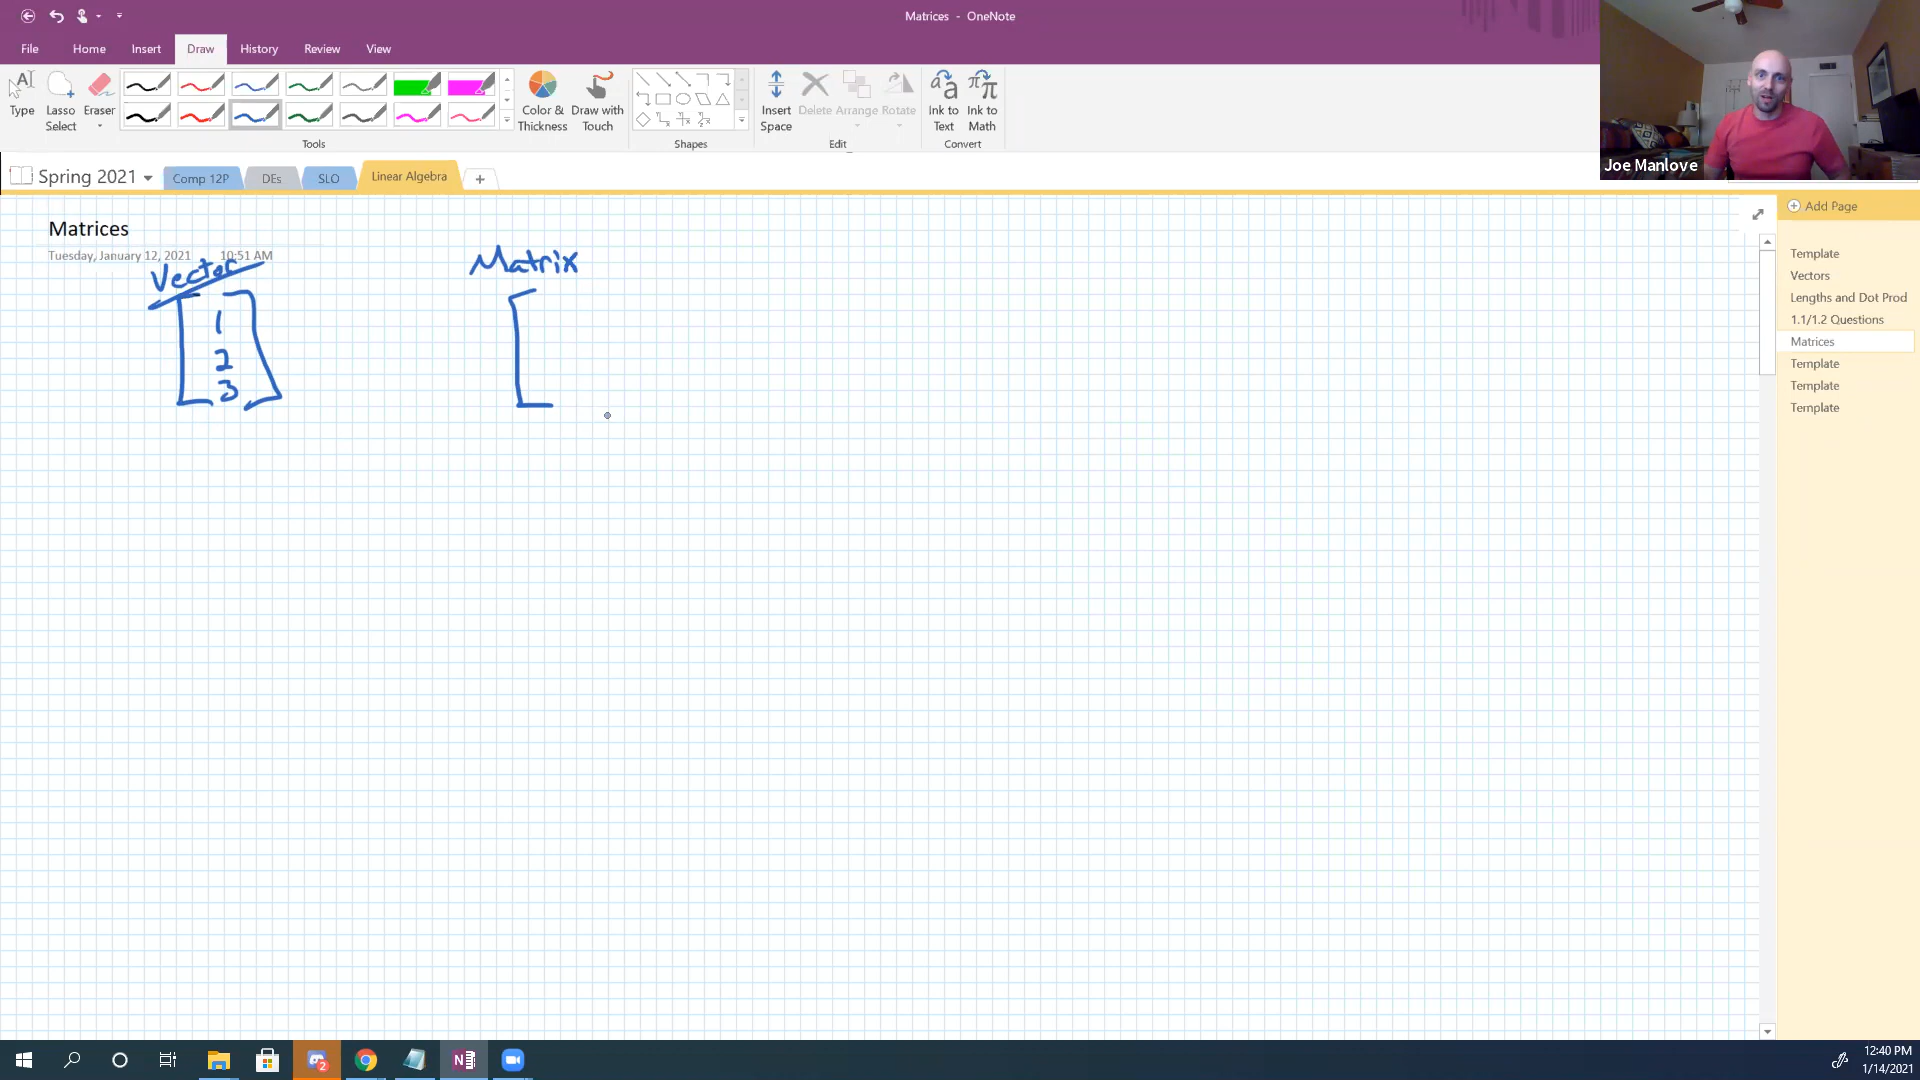 Matrices - OneNote
File Home Insert Draw History Review View
Type
Lasso Select
Eraser
Color & Thickness
Draw with Touch
Insert Space
Delete
Arrange
Rotate
Ink to Text
Ink to Math
Tools
Shapes
Edit
Convert
Joe Manlove
Spring 2021
Comp 12P
DEs
SLO
Linear Algebra
Add Page
Template
Vectors
Lengths and Dot Prod
1.1/1.2 Questions
Matrices
Template
Template
Template
Matrices
Tuesday, January 12, 2021 10:51 AM
Vector
1
2
3
Matrix
2
N
12:40 PM
1/14/2021